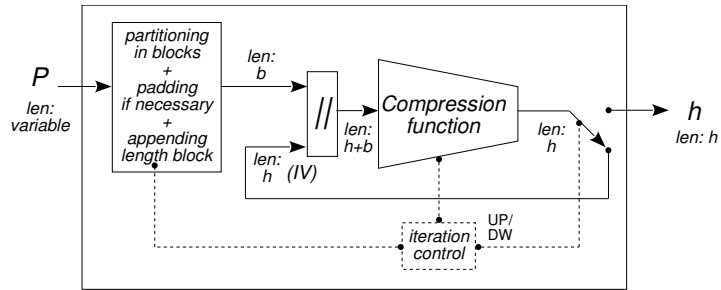 P
len:
variable
partitioning
in blocks
+
padding
if necessary
+
appending
length block
len:
b
//
len:
h
(IV)
len:
h+b
Compression
function
len:
h
h
len: h
UP/
DW
iteration
control